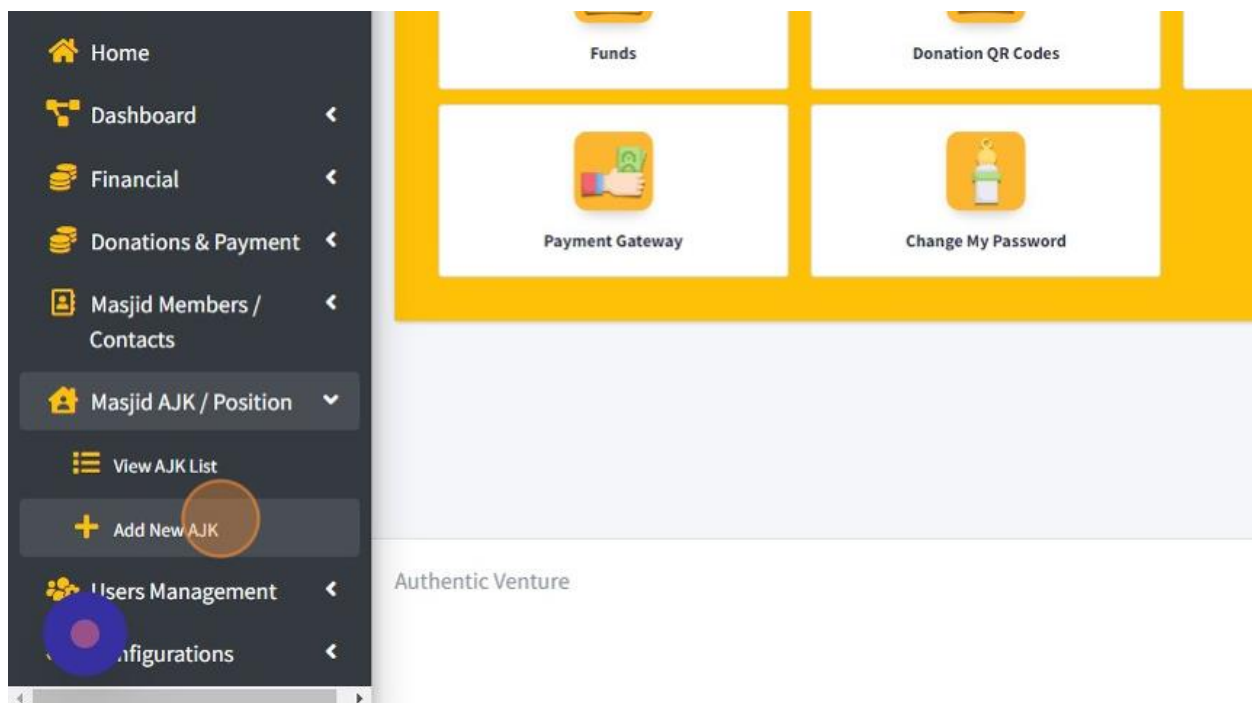 Home
Dashboard
Financial
Donations & Payment
Masjid Members /
Contacts
Masjid AJK / Position
View AJK List
Add New AJK
Users Management
Funds
Donation QR Codes
Payment Gateway
Change My Password
Authentic Venture